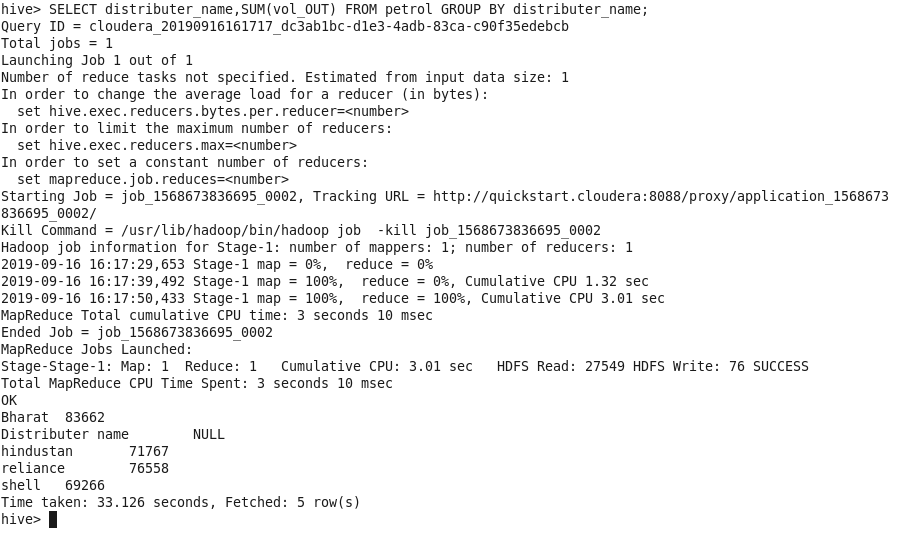 hive> SELECT distributer_name,SUM(vol_OUT) FROM petrol GROUP BY distributer_name;
Query ID = cloudera_20190916161717_dc3ab1bc-d1e3-4adb-83ca-c90f35edebcb
Total jobs = 1
Launching Job 1 out of 1
Number of reduce tasks not specified. Estimated from input data size: 1
In order to change the average load for a reducer (in bytes):
  set hive.exec.reducers.bytes.per.reducer=<number>
In order to limit the maximum number of reducers:
  set hive.exec.reducers.max=<number>
In order to set a constant number of reducers:
  set mapreduce.job.reduces=<number>
Starting Job = job_1568673836695_0002, Tracking URL = http://quickstart.cloudera:8088/proxy/application_1568673
836695_0002/
Kill Command = /usr/lib/hadoop/bin/hadoop job  -kill job_1568673836695_0002
Hadoop job information for Stage-1: number of mappers: 1; number of reducers: 1
2019-09-16 16:17:29,653 Stage-1 map = 0%,  reduce = 0%
2019-09-16 16:17:39,492 Stage-1 map = 100%,  reduce = 0%, Cumulative CPU 1.32 sec
2019-09-16 16:17:50,433 Stage-1 map = 100%,  reduce = 100%, Cumulative CPU 3.01 sec
MapReduce Total cumulative CPU time: 3 seconds 10 msec
Ended Job = job_1568673836695_0002
MapReduce Jobs Launched:
Stage-Stage-1: Map: 1  Reduce: 1   Cumulative CPU: 3.01 sec   HDFS Read: 27549 HDFS Write: 76 SUCCESS
Total MapReduce CPU Time Spent: 3 seconds 10 msec
OK
Bharat  83662
Distributer name        NULL
hindustan       71767
reliance        76558
shell   69266
Time taken: 33.126 seconds, Fetched: 5 row(s)
hive>